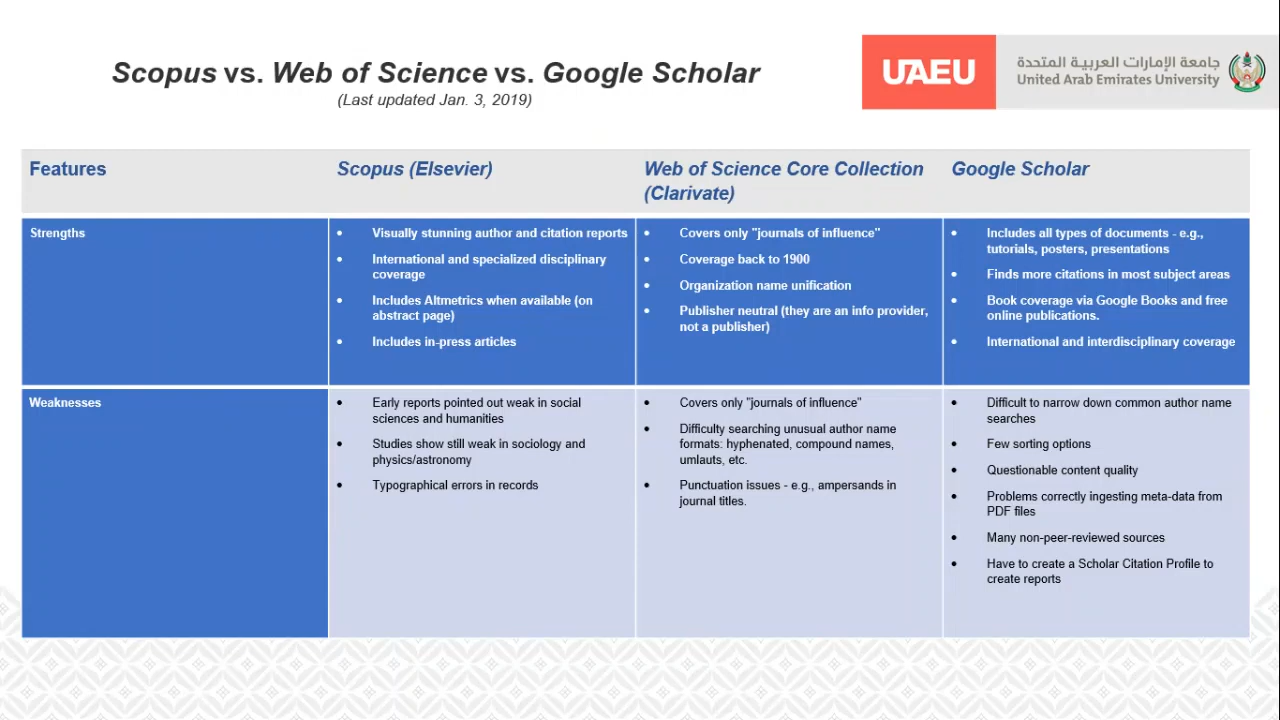 Scopus vs. Web of Science vs. Google Scholar
(Last updated Jan. 3, 2019)
UAEU
جامعة الإمارات العربية المتحدة
United Arab Emirates University
Features
Scopus (Elsevier)
Web of Science Core Collection
(Clarivate)
Google Scholar
Strengths
• Visually stunning author and citation reports
• International and specialized disciplinary
coverage
• Includes Altmetrics when available (on
abstract page)
• Includes in-press articles
• Covers only "journals of influence"
• Coverage back to 1900
• Organization name unification
• Publisher neutral (they are an info provider,
not a publisher)
• Includes all types of documents - e.g.,
tutorials, posters, presentations
• Finds more citations in most subject areas
• Book coverage via Google Books and free
online publications.
• International and interdisciplinary coverage
Weaknesses
• Early reports pointed out weak in social
sciences and humanities
• Studies show still weak in sociology and
physics/astronomy
• Typographical errors in records
• Covers only "journals of influence"
• Difficulty searching unusual author name
formats: hyphenated, compound names,
umlauts, etc.
• Punctuation issues - e.g., ampersands in
journal titles.
• Difficult to narrow down common author name
searches
• Few sorting options
• Questionable content quality
• Problems correctly ingesting meta-data from
PDF files
• Many non-peer-reviewed sources
• Have to create a Scholar Citation Profile to
create reports